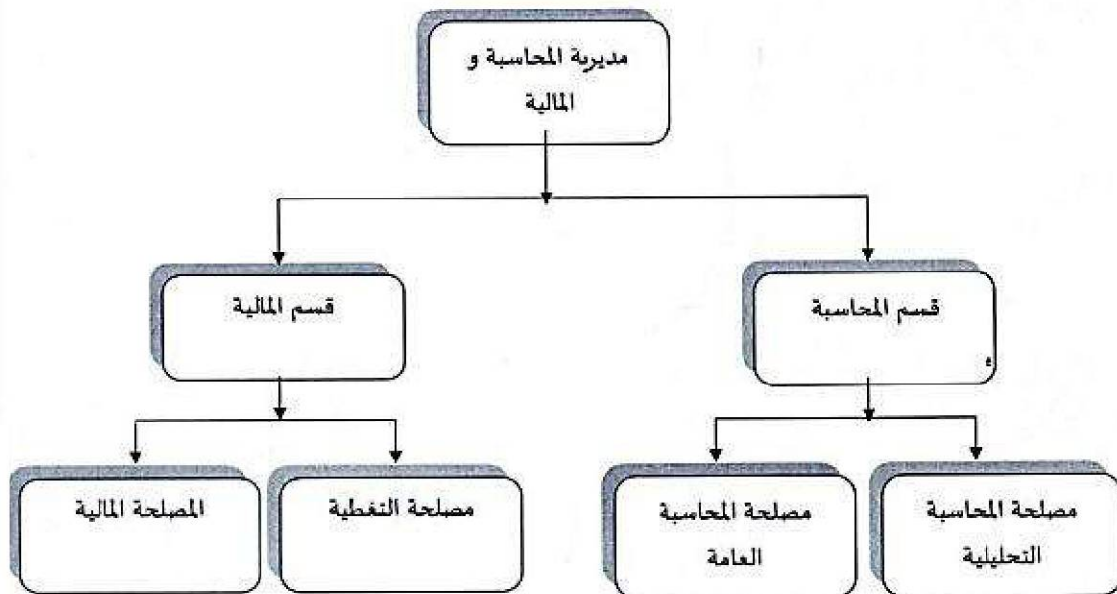 مديرية المحاسبة و
المالية
قسم المحاسبة
قسم المالية
مصلحة المحاسبة
التحليلية
مصلحة المحاسبة
العامة
مصلحة التغطية
المصلحة المالية